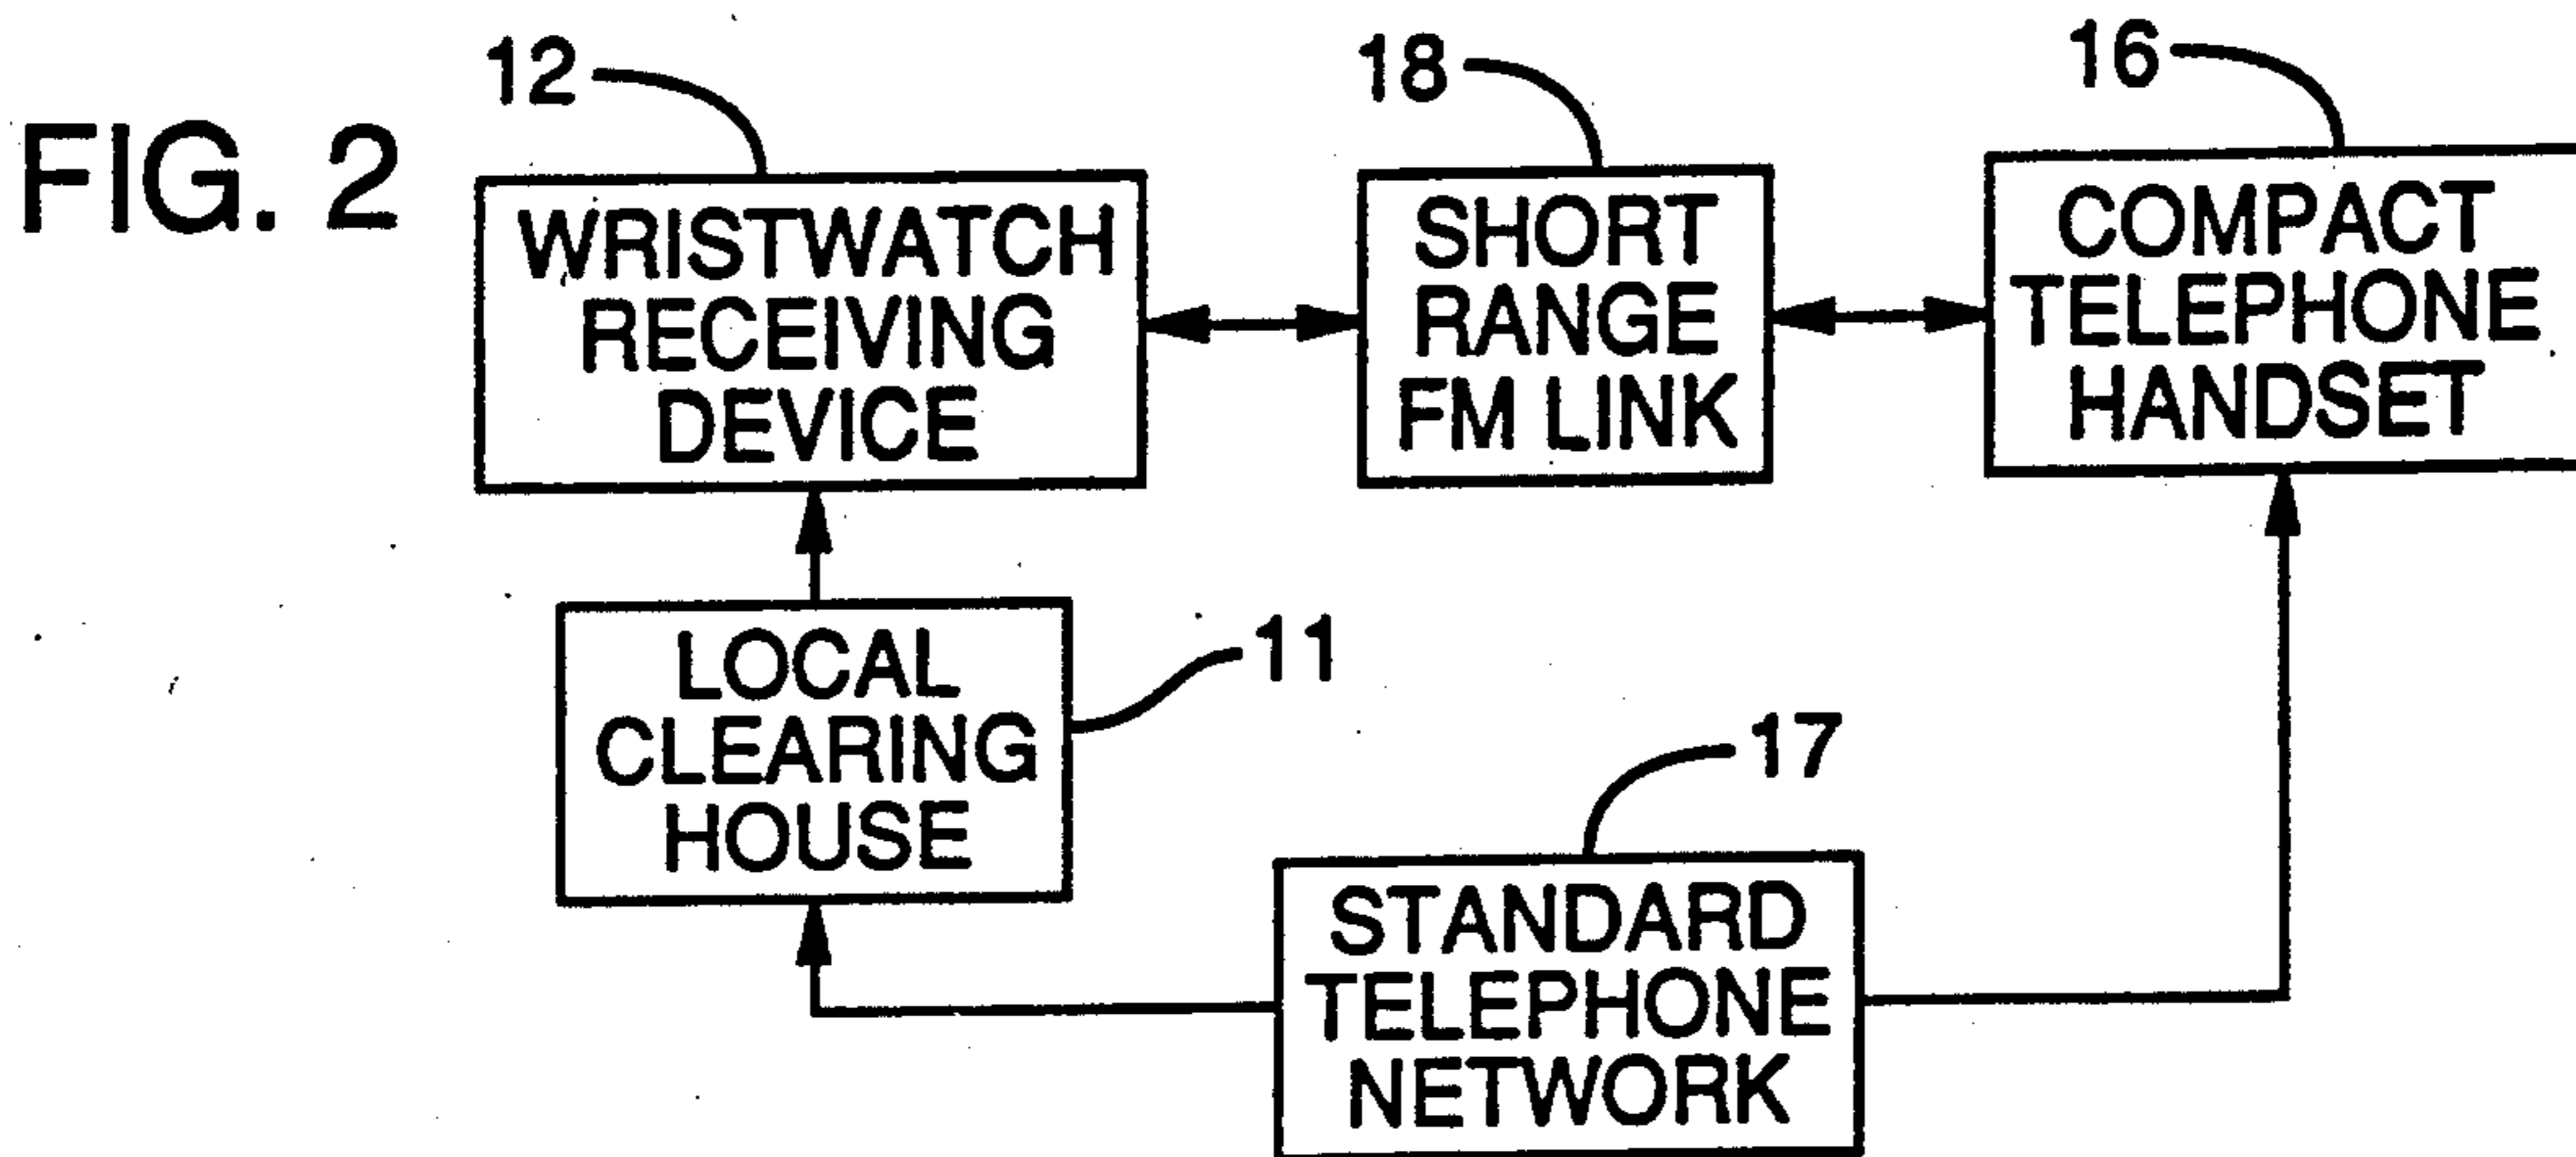 FIG. 2
12
18
16
WRISTWATCH
RECEIVING
DEVICE
SHORT
RANGE
FM LINK
COMPACT
TELEPHONE
HANDSET
LOCAL
CLEARING
HOUSE
11
17
STANDARD
TELEPHONE
NETWORK